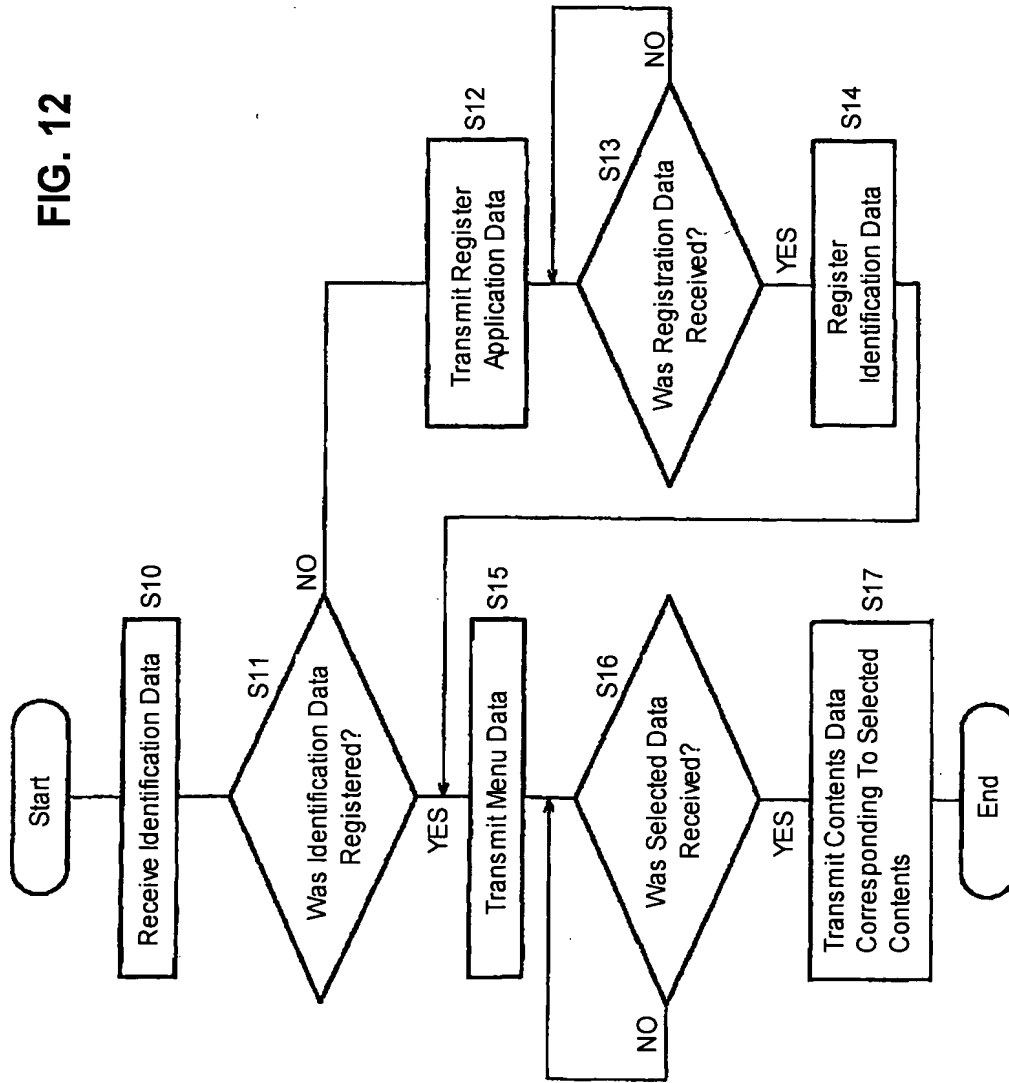 FIG. 12
Start
Receive Identification Data
S10
Was Identification Data
Registered?
S11
NO
YES
Transmit Register
Application Data
S12
Was Registration Data
Received?
S13
NO
YES
Register
Identification Data
S14
Transmit Menu Data
S15
Was Selected Data
Received?
S16
NO
YES
Transmit Contents Data
Corresponding To Selected
Contents
S17
End